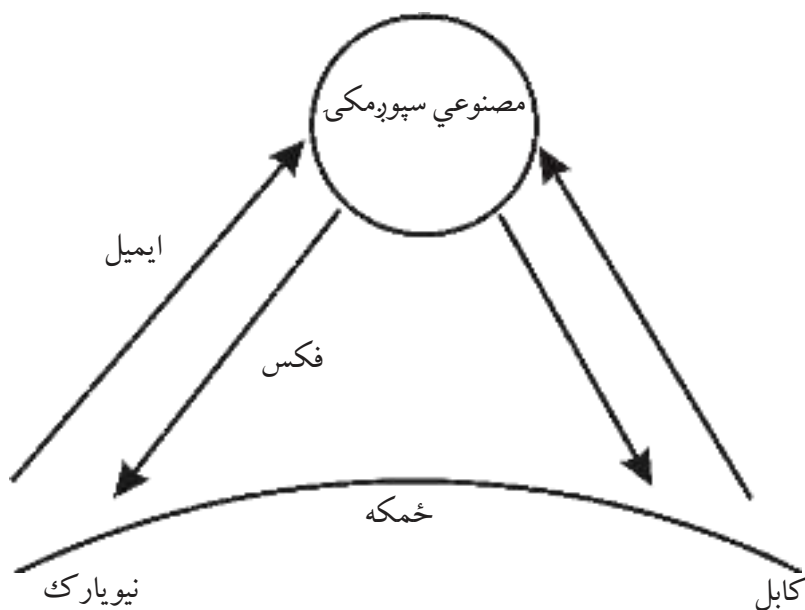 مصنوعي سپوږمکۍ
ایمیل
فکس
ځمکه
نیویارک
کابل